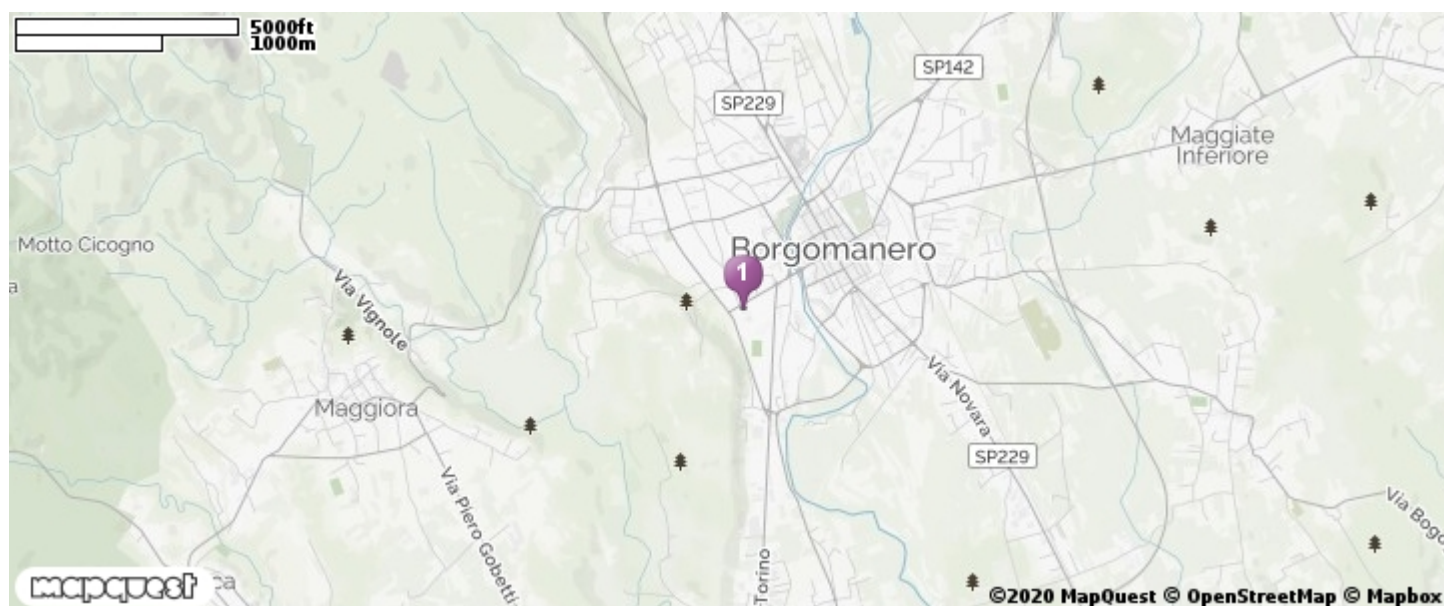 5000ft
1000m
SP142
SP229
Maggiate
Inferiore
Motto Cicogno
Borgomanero
1
a
Via Vignole
Maggiora
Via Novara
SP229
Via Piero Gobetti
Via Bogo
Torino
mapquest
ca
©2020 MapQuest © OpenStreetMap © Mapbox